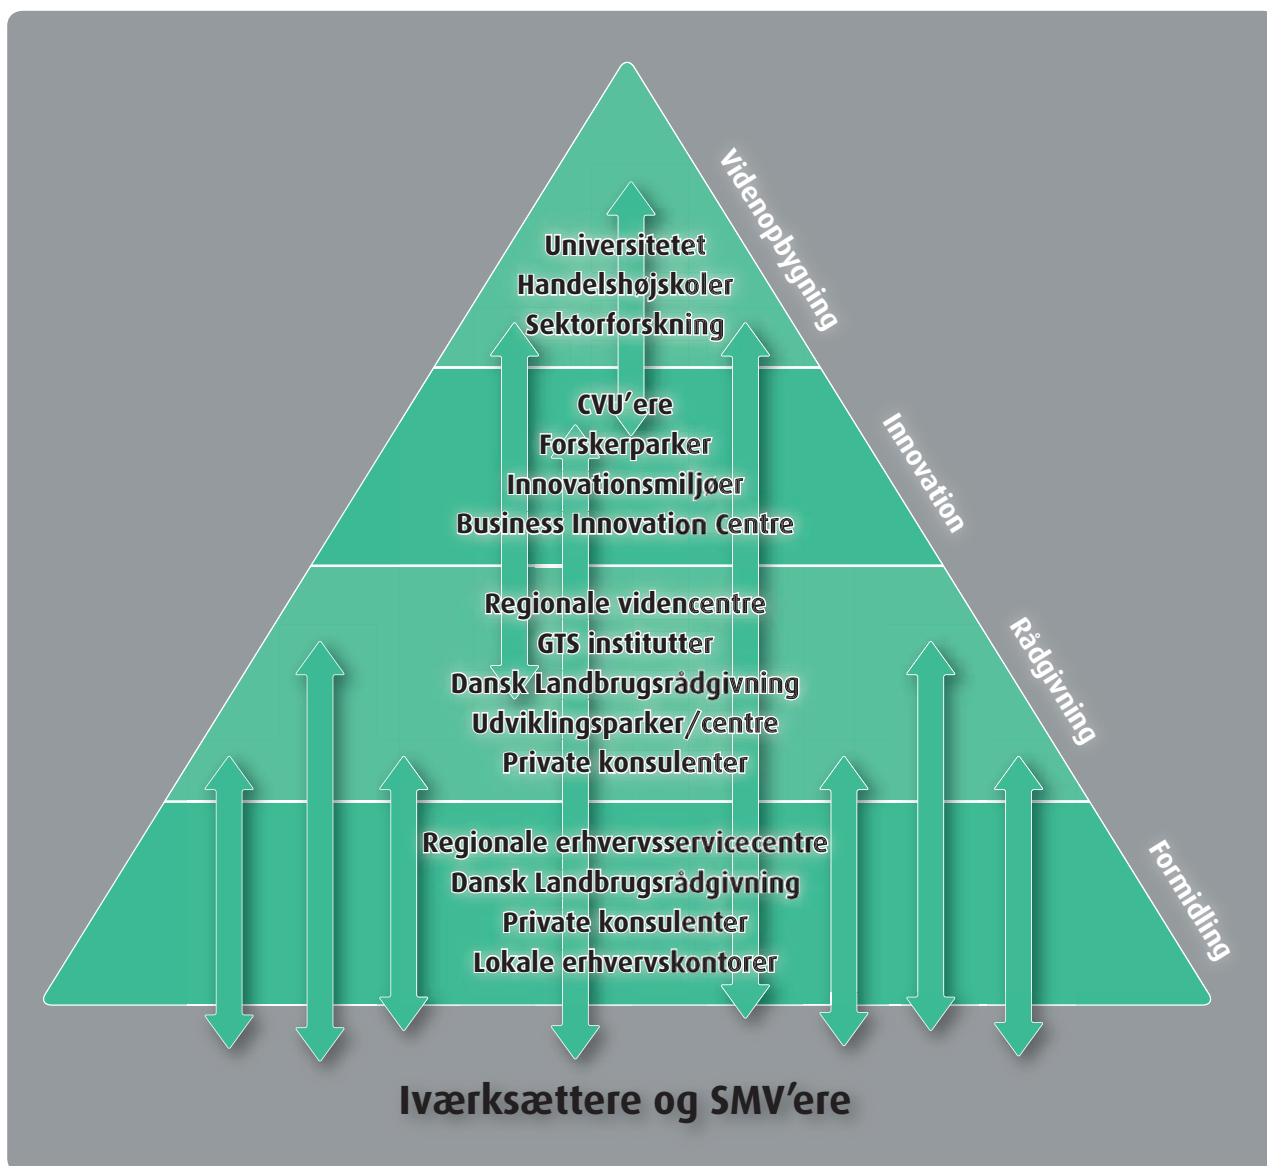 Videnopbygning
Universitetet
Handelshøjskoler
Sektorforskning
Innovation
CVU’ere
Forskerparker
Innovationsmiljøer
Business Innovation Centre
Rådgivning
Regionale videncentre
GTS institutter
Dansk Landbrugsrådgivning
Udviklingsparker/centre
Private konsulenter
Formidling
Regionale erhvervsservicecentre
Dansk Landbrugsrådgivning
Private konsulenter
Lokale erhvervskontorer
Iværksættere og SMV’ere